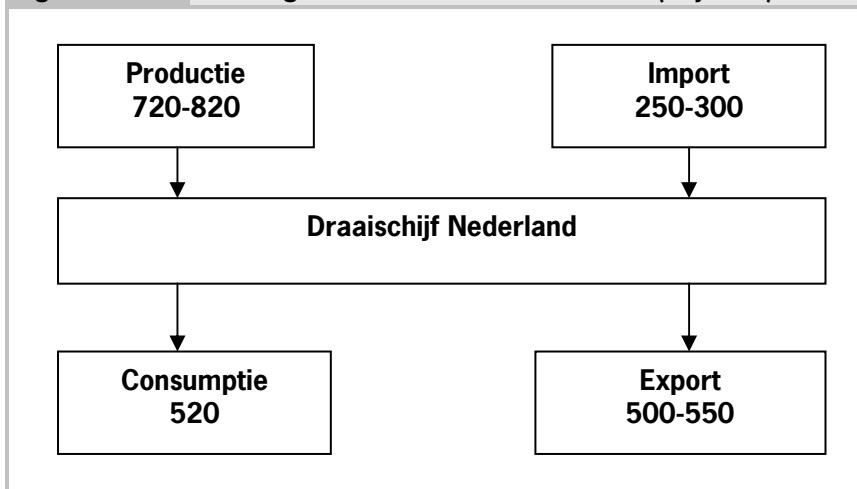 Productie
720-820
Import
250-300
Draaischijf Nederland
Consumptie
520
Export
500-550